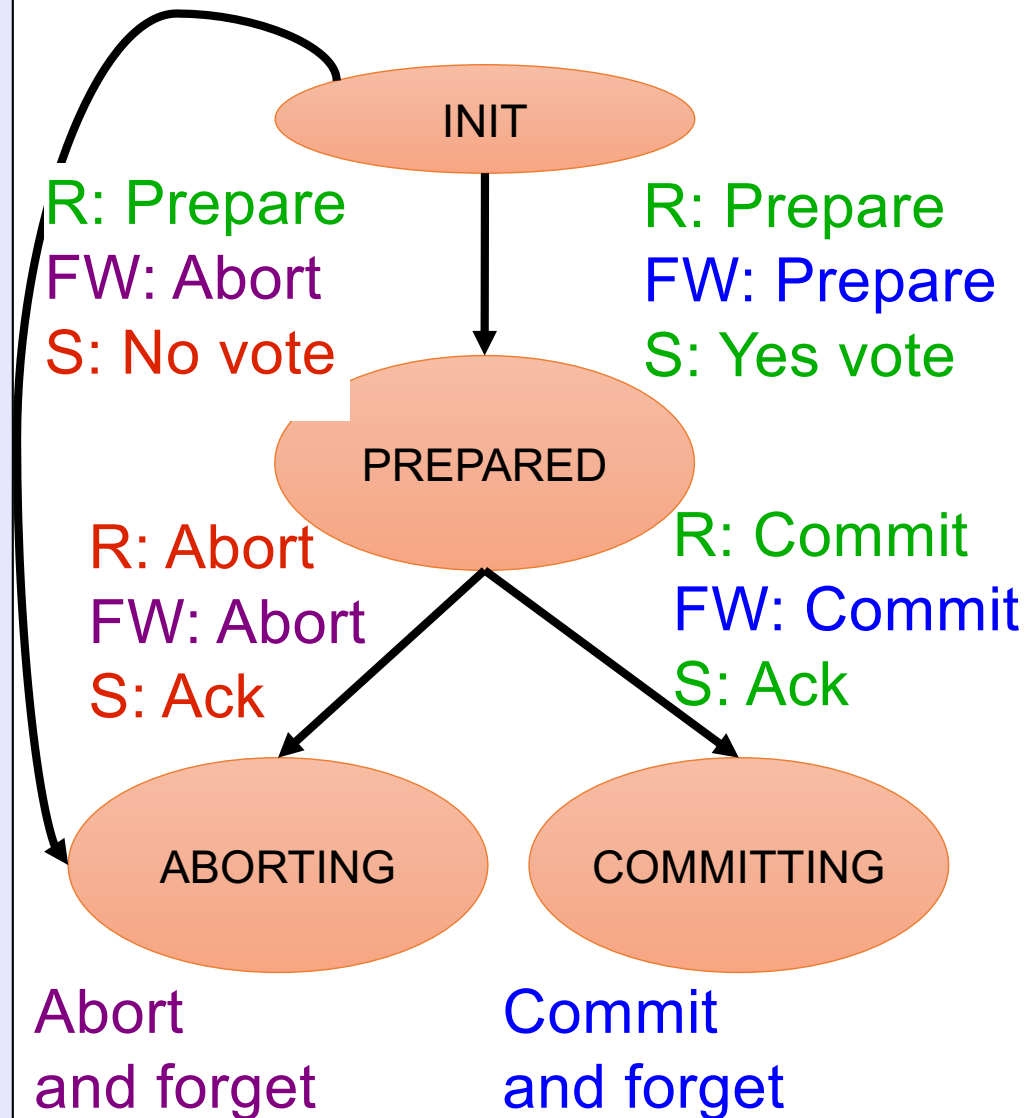 INIT
R: Prepare
FW: Abort
S: No vote
R: Prepare
FW: Prepare
S: Yes vote
PREPARED
R: Abort
FW: Abort
S: Ack
R: Commit
FW: Commit
S: Ack
ABORTING
COMMITTING
Abort
and forget
Commit
and forget